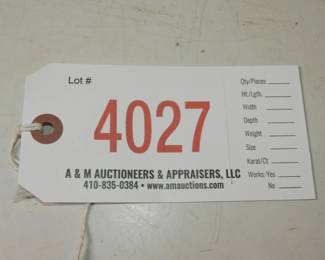 Lot #
4027
A & M AUCTIONEERS & APPRAISERS, LLC
410-835-0384 • www.amauctions.com
Qty/Pieces
Ht./Lgth.
Width
Depth
Weight
Size
Karat/Ct
Works: Yes
No